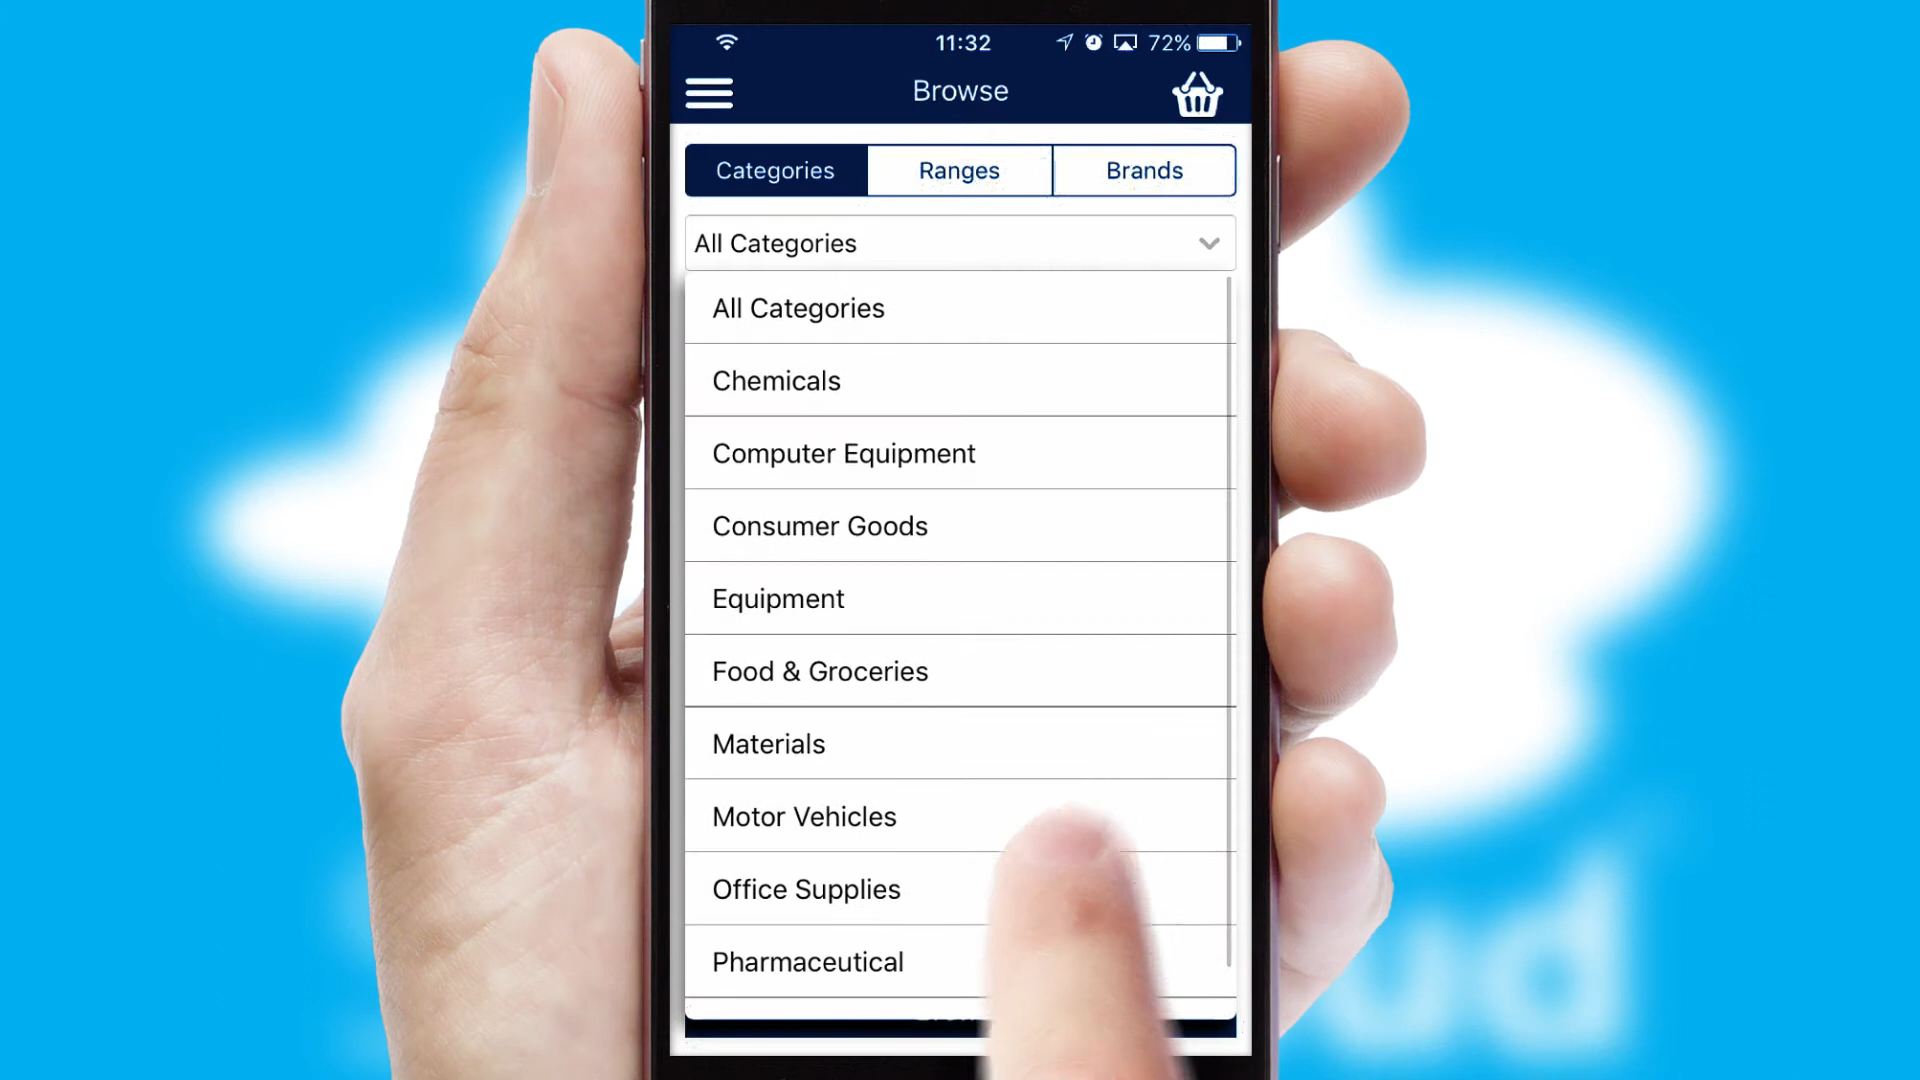 11:32
72%
Browse
Categories
Ranges
Brands
All Categories
All Categories
Chemicals
Computer Equipment
Consumer Goods
Equipment
Food & Groceries
Materials
Motor Vehicles
Office Supplies
Pharmaceutical
ud